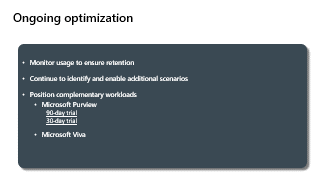 Ongoing optimization
• Monitor usage to ensure retention
• Continue to identify and enable additional scenarios
• Position complementary workloads
• Microsoft Purview
90-day trial
30-day trial
• Microsoft Viva